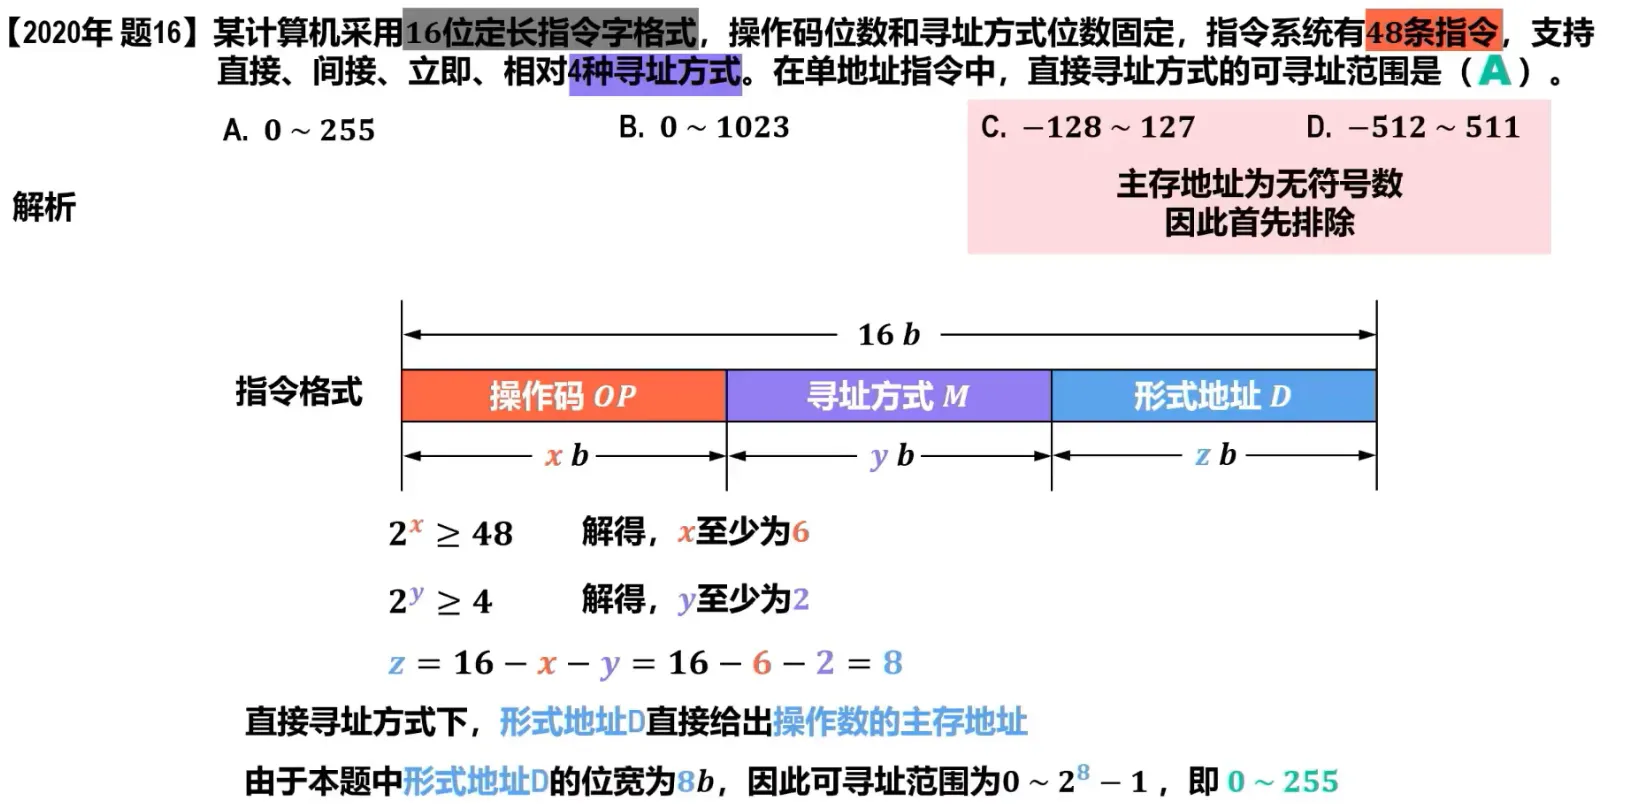 【2020年 题16】某计算机采用16位定长指令字格式，操作码位数和寻址方式位数固定，指令系统有48条指令，支持
直接、间接、立即、相对4种寻址方式。在单地址指令中，直接寻址方式的可寻址范围是（A）。
A. 0 ~ 255 B. 0 ~ 1023 C. −128 ~ 127 D. −512 ~ 511
主存地址为无符号数
因此首先排除
解析
16 b
指令格式 操作码 OP 寻址方式 M 形式地址 D
x b y b z b
2^x ≥ 48 解得，x至少为6
2^y ≥ 4 解得，y至少为2
z = 16 − x − y = 16 − 6 − 2 = 8
直接寻址方式下，形式地址D直接给出操作数的主存地址
由于本题中形式地址D的位宽为8b，因此可寻址范围为0 ~ 2^8 − 1，即 0 ~ 255